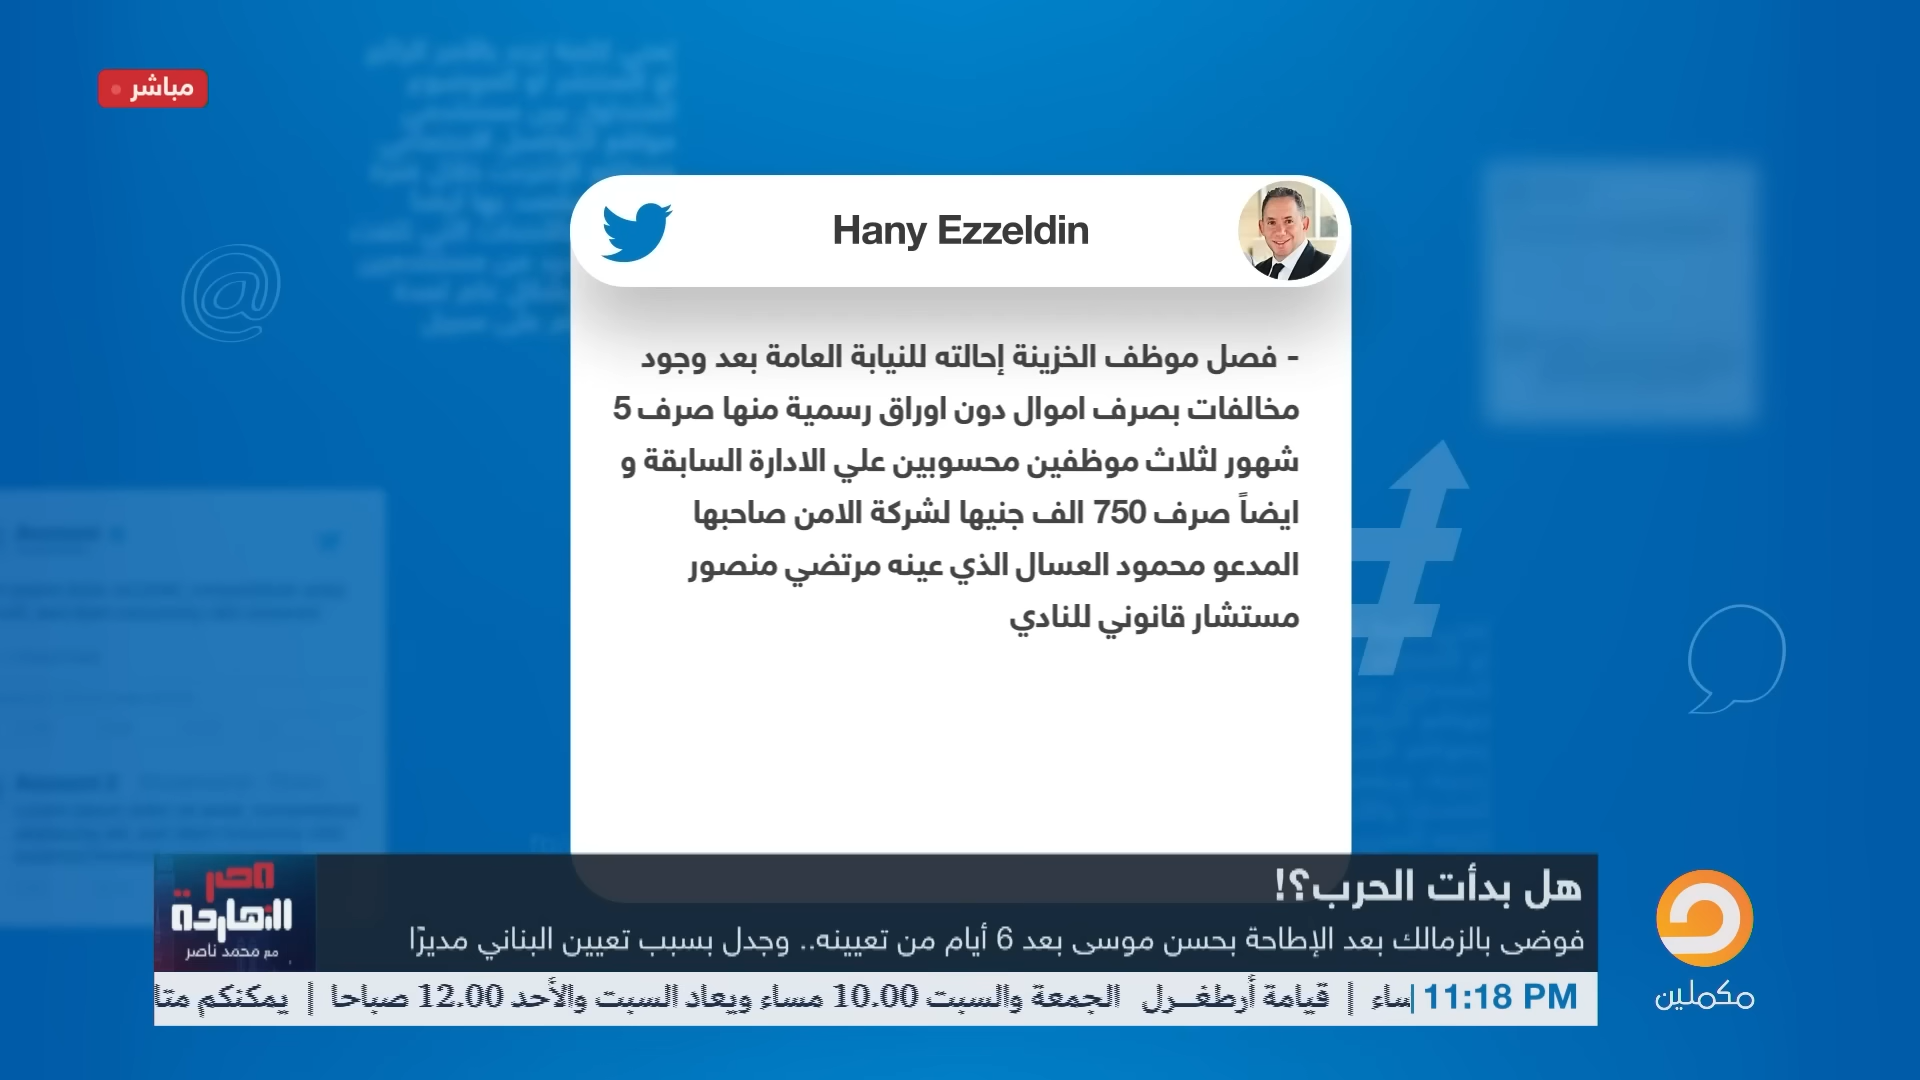 مباشر
Hany Ezzeldin
- فصل موظف الخزينة إحالته للنيابة العامة بعد وجود
مخالفات بصرف اموال دون اوراق رسمية منها صرف 5
شهور لثلاث موظفين محسوبين علي الادارة السابقة و
ايضاً صرف 750 الف جنيها لشركة الامن صاحبها
المدعو محمود العسال الذي عينه مرتضي منصور
مستشار قانوني للنادي
هل بدأت الحرب؟!
فوضى بالزمالك بعد الإطاحة بحسن موسى بعد 6 أيام من تعيينه.. وجدل بسبب تعيين البناني مديرًا
مصر
النهاردة
مع محمد ناصر
11:18 PM
ساء | قيامة أرطغـرل الجمعة والسبت 10.00 مساء ويعاد السبت والأحد 12.00 صباحا | يمكنكم متا
مكملين